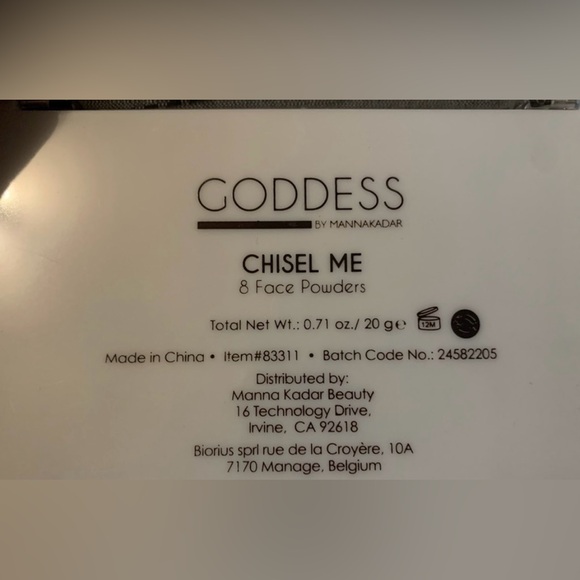 GODDESS
BY MANNAKADAR
CHISEL ME
8 Face Powders
Total Net Wt.: 0.71 oz./ 20 g℮ 12M
Made in China • Item#83311 • Batch Code No.: 24582205
Distributed by:
Manna Kadar Beauty
16 Technology Drive,
Irvine, CA 92618
Biorius sprl rue de la Croyère, 10A
7170 Manage, Belgium